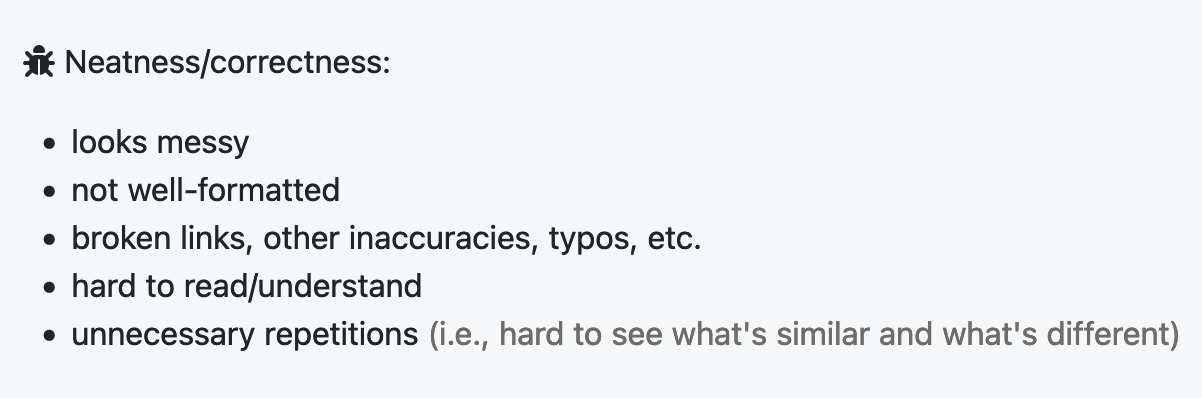 Neatness/correctness:
• looks messy
• not well-formatted
• broken links, other inaccuracies, typos, etc.
• hard to read/understand
• unnecessary repetitions (i.e., hard to see what's similar and what's different)